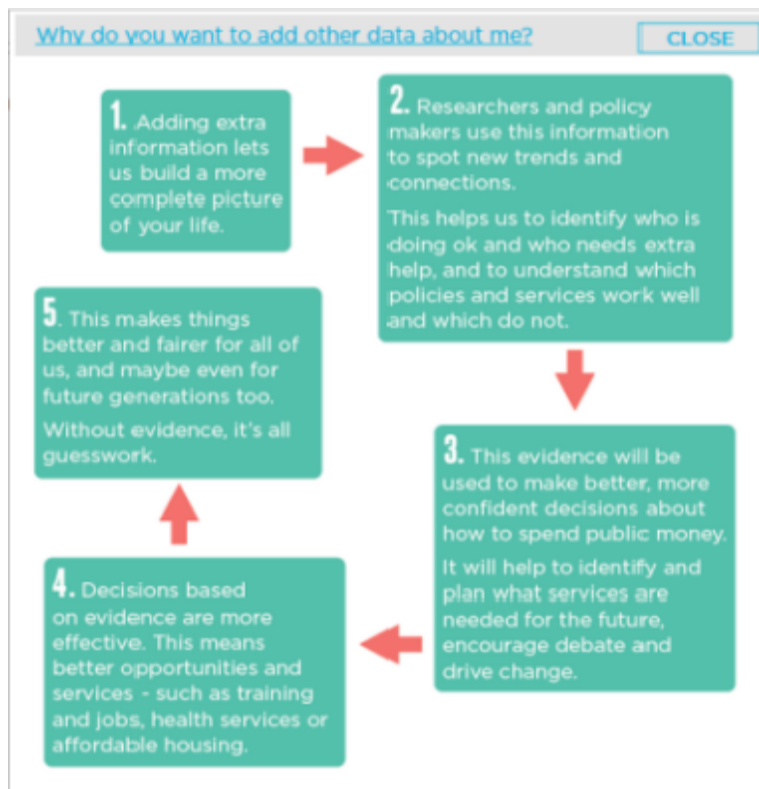 Why do you want to add other data about me?
CLOSE
1. Adding extra
information lets
us build a more
complete picture
of your life.
2. Researchers and policy
makers use this information
to spot new trends and
connections.
This helps us to identify who is
doing ok and who needs extra
help, and to understand which
policies and services work well
and which do not.
3. This evidence will be
used to make better, more
confident decisions about
how to spend public money.
It will help to identify and
plan what services are
needed for the future,
encourage debate and
drive change.
4. Decisions based
on evidence are more
effective. This means
better opportunities and
services - such as training
and jobs, health services or
affordable housing.
5. This makes things
better and fairer for all of
us, and maybe even for
future generations too.
Without evidence, it's all
guesswork.